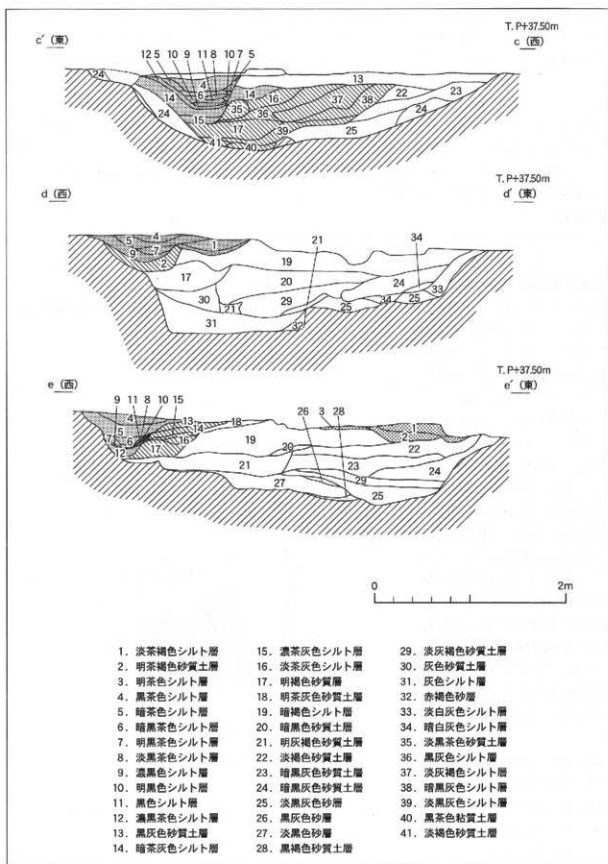 T.P+37.50m
c′(東) c(西)
12 5 10 9 11 8 10 7 5
24 4 13
6 14 14 16 37 38 22 23
35 36 24
24 15 17 39 25
41 40
T.P+37.50m
d(西) d′(東)
21 34
5 4 7 1 19
9 2 17 20 24
30 29 34 25 33
21 25
31 32
T.P+37.50m
e(西) e′(東)
9 11 8 10 15 26 3 28
4 13 18 1
5 14 19 2
7 6 16 20 22
12 17 21 23 24
27 29 25
0 2m
1. 淡茶褐色シルト層 15. 濃茶灰色シルト層 29. 淡灰褐色砂質土層
2. 明茶褐色砂質土層 16. 淡茶灰色シルト層 30. 灰色砂質土層
3. 明茶色シルト層 17. 明褐色砂質層 31. 灰色シルト層
4. 黒茶色シルト層 18. 明茶灰色砂質土層 32. 赤褐色砂層
5. 暗茶色シルト層 19. 暗褐色シルト層 33. 淡白灰色シルト層
6. 暗黒茶色シルト層 20. 暗黒色砂質土層 34. 暗白灰色シルト層
7. 明黒茶色シルト層 21. 明灰褐色砂質土層 35. 淡黒茶色砂質土層
8. 淡黒茶色シルト層 22. 淡褐色砂質土層 36. 黒灰色シルト層
9. 濃黒色シルト層 23. 暗黒灰色砂質土層 37. 淡灰褐色シルト層
10. 明黒色シルト層 24. 暗黒灰色砂質土層 38. 暗黒灰色シルト層
11. 黒色シルト層 25. 淡黒灰色砂層 39. 淡黒灰色シルト層
12. 濃黒茶色シルト層 26. 黒灰色砂層 40. 黒茶色粘質土層
13. 黒灰色砂質土層 27. 淡黒色砂層 41. 淡褐色砂質土層
14. 暗茶灰色シルト層 28. 黒褐色砂質土層